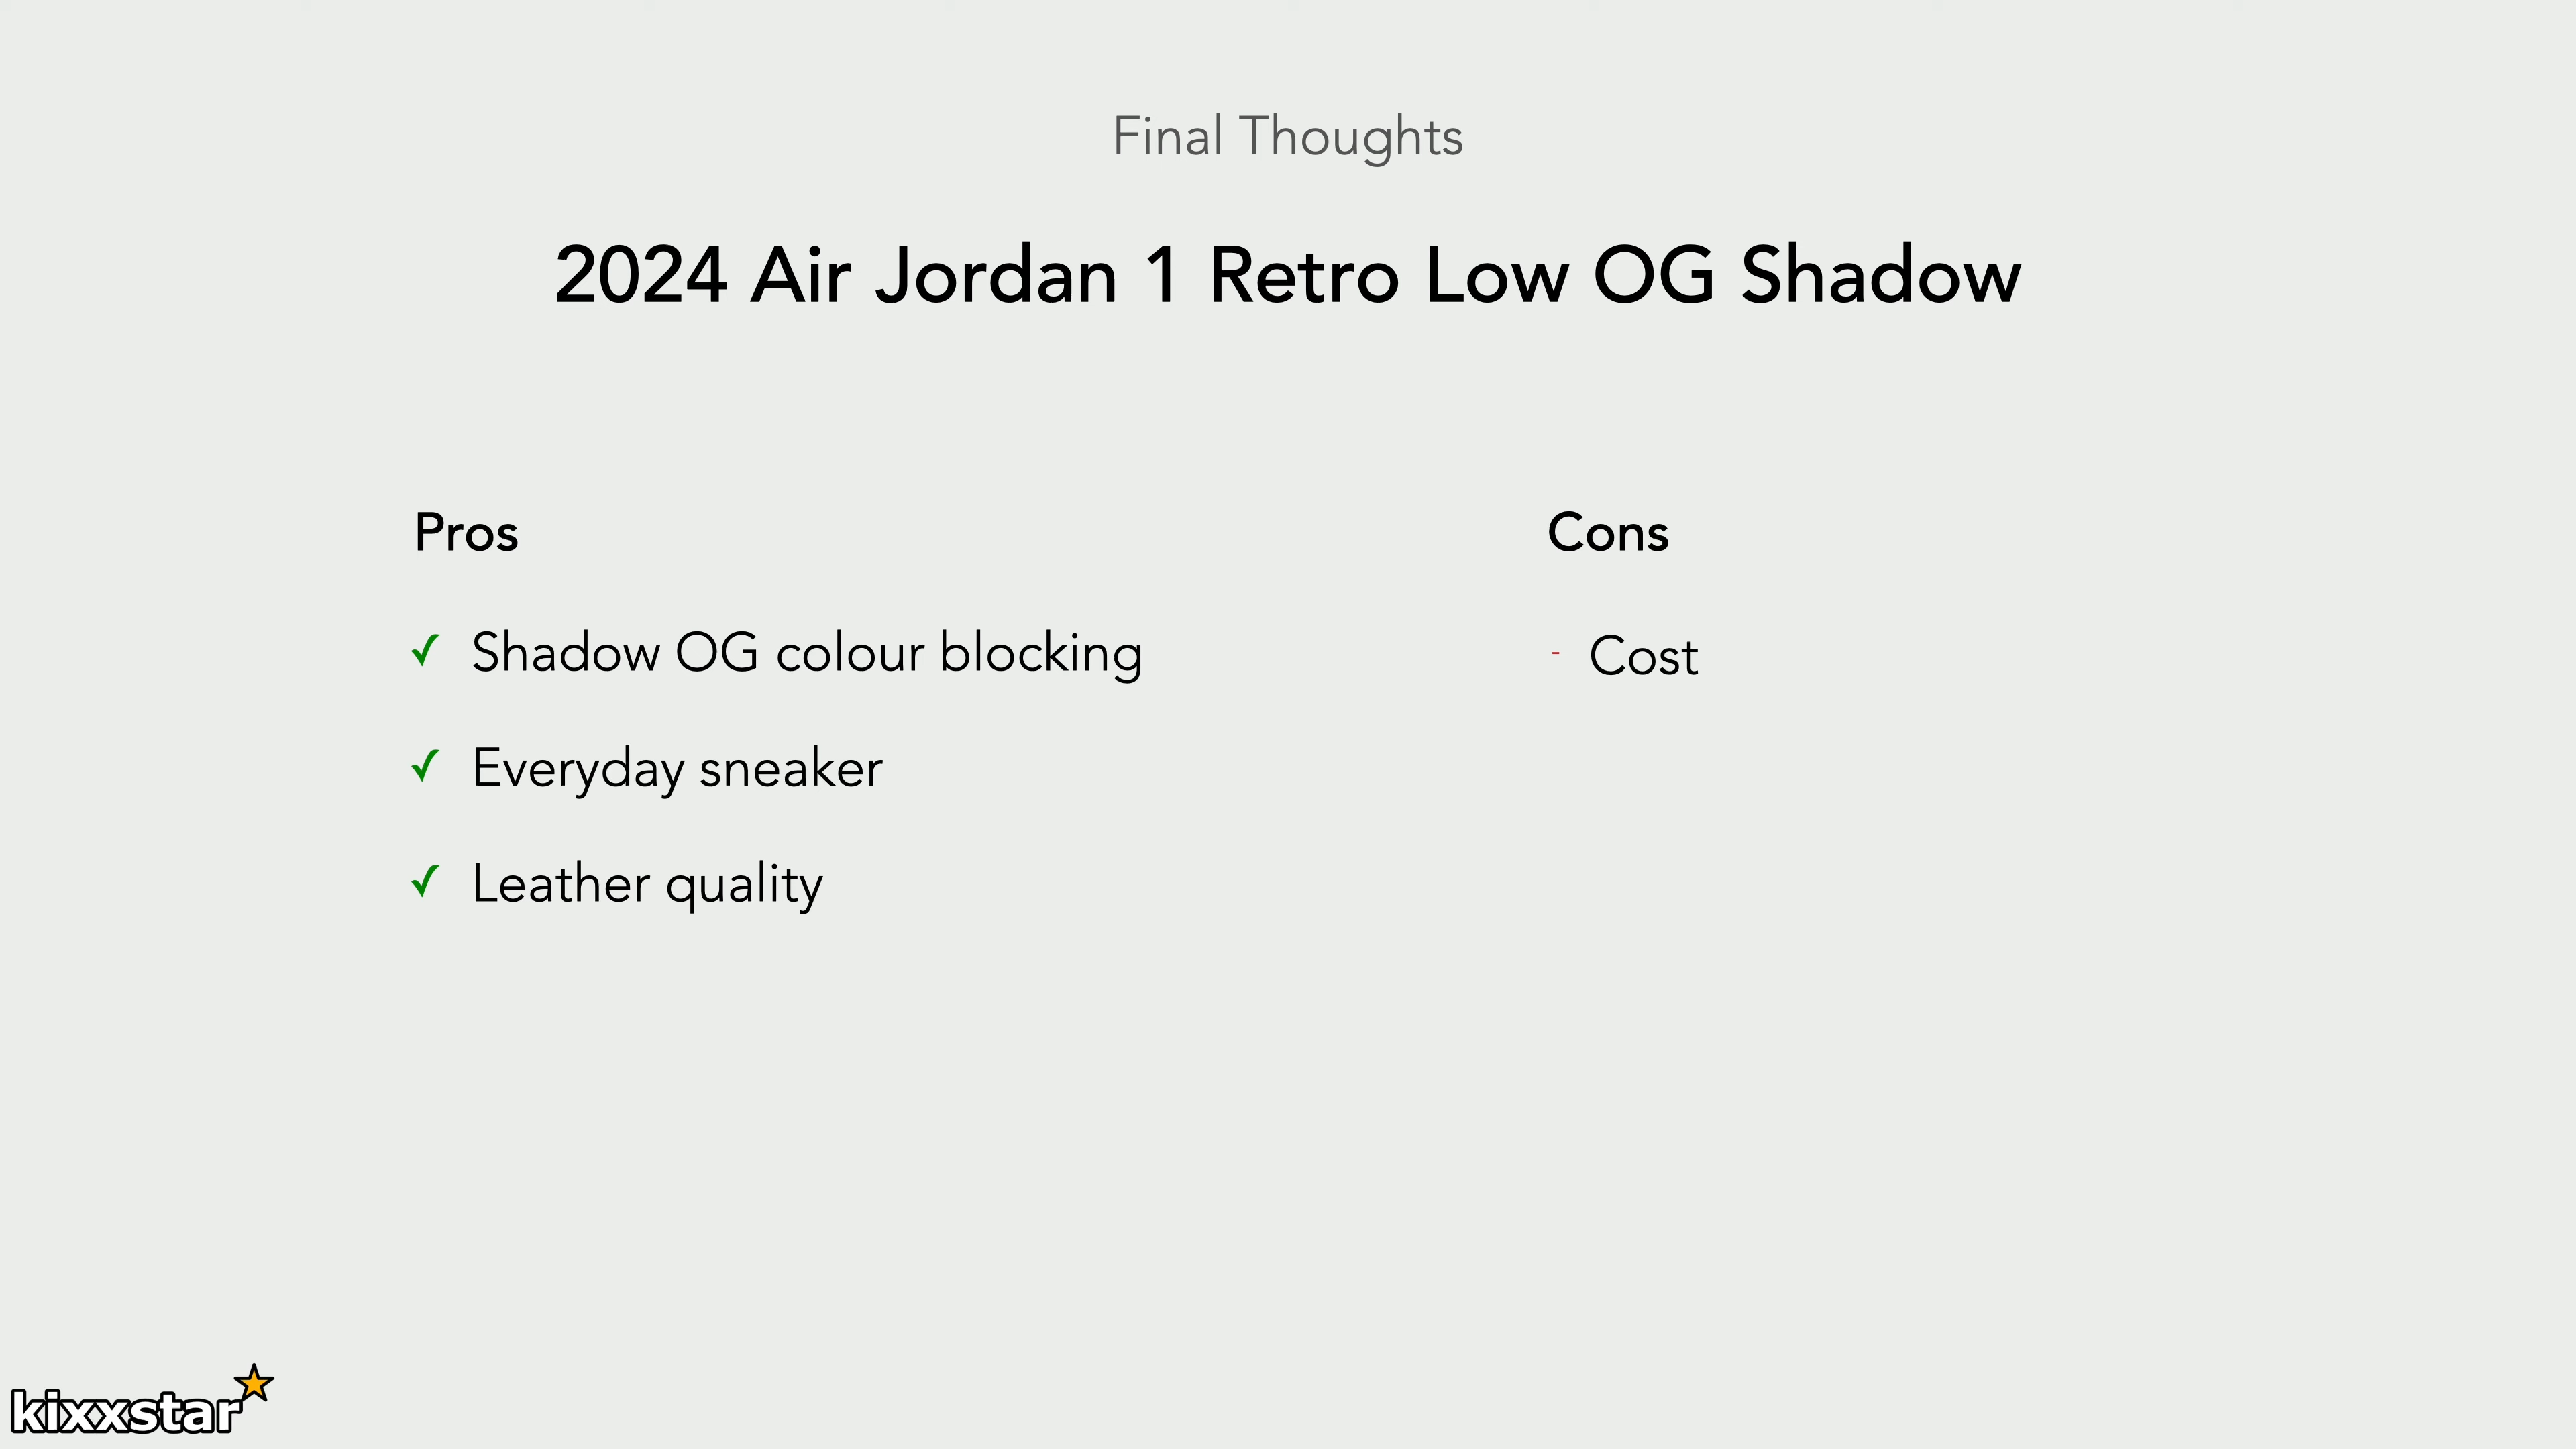 Final Thoughts
2024 Air Jordan 1 Retro Low OG Shadow
Pros
✓ Shadow OG colour blocking
✓ Everyday sneaker
✓ Leather quality
Cons
- Cost
kixxstar